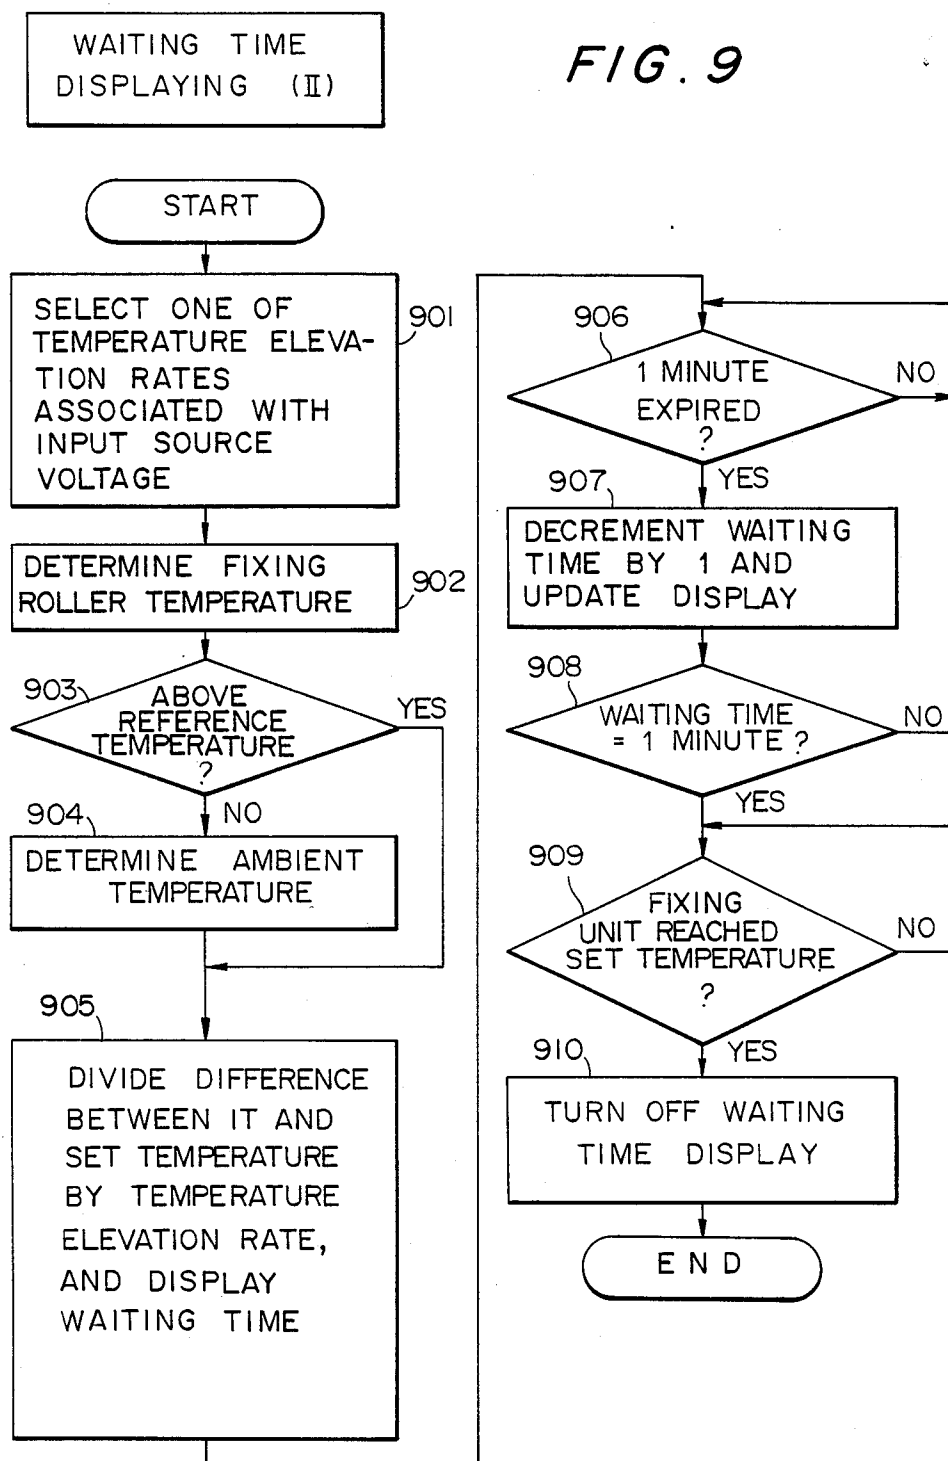 WAITING TIME
DISPLAYING (II)
FIG. 9
START
SELECT ONE OF
TEMPERATURE ELEVA-
TION RATES
ASSOCIATED WITH
INPUT SOURCE
VOLTAGE
901
DETERMINE FIXING
ROLLER TEMPERATURE
902
903
ABOVE
REFERENCE
TEMPERATURE
?
YES
NO
904
DETERMINE AMBIENT
TEMPERATURE
905
DIVIDE DIFFERENCE
BETWEEN IT AND
SET TEMPERATURE
BY TEMPERATURE
ELEVATION RATE,
AND DISPLAY
WAITING TIME
906
1 MINUTE
EXPIRED
?
NO
YES
907
DECREMENT WAITING
TIME BY 1 AND
UPDATE DISPLAY
908
WAITING TIME
= 1 MINUTE ?
NO
YES
909
FIXING
UNIT REACHED
SET TEMPERATURE
?
NO
YES
910
TURN OFF WAITING
TIME DISPLAY
END